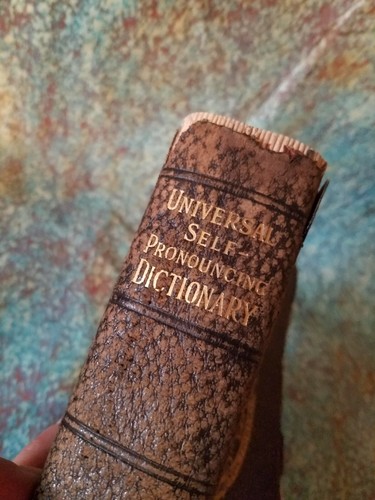 UNIVERSAL
SELF-
PRONOUNCING
DICTIONARY